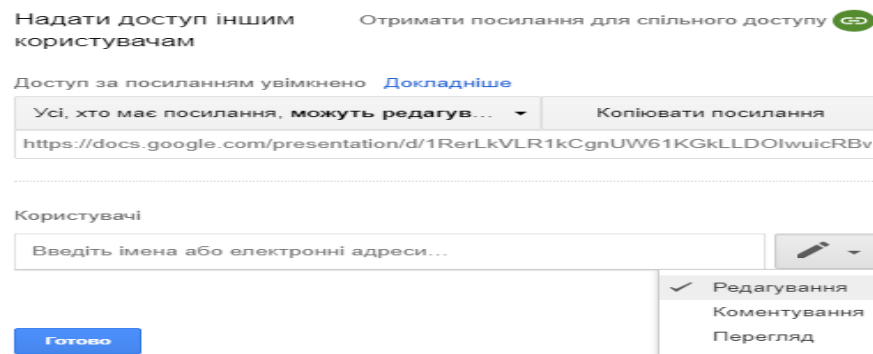 Надати доступ іншим користувачам
Отримати посилання для спільного доступу
Доступ за посиланням увімкнено Докладніше
Усі, хто має посилання, можуть редагув... Копіювати посилання
https://docs.google.com/presentation/d/1RerLkVLR1kCgnUW61KGkLLDOIwuicRBv
Користувачі
Введіть імена або електронні адреси...
Редагування
Коментування
Перегляд
Готово